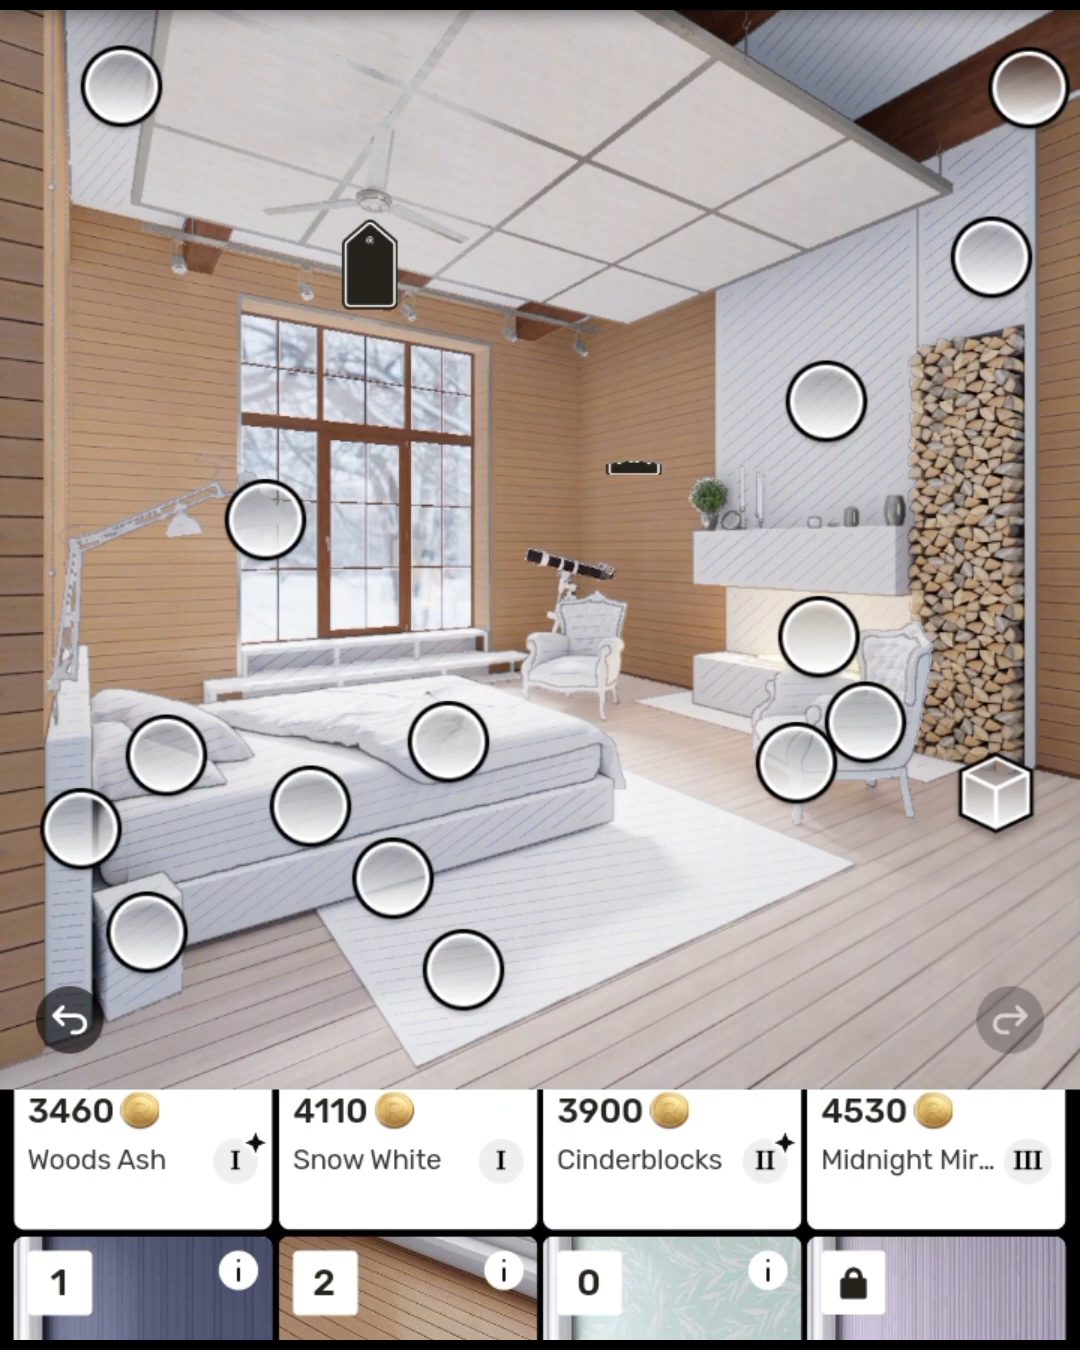 3460 4110 3900 4530
Woods Ash I Snow White I Cinderblocks II Midnight Mir... III
1 i 2 i 0 i